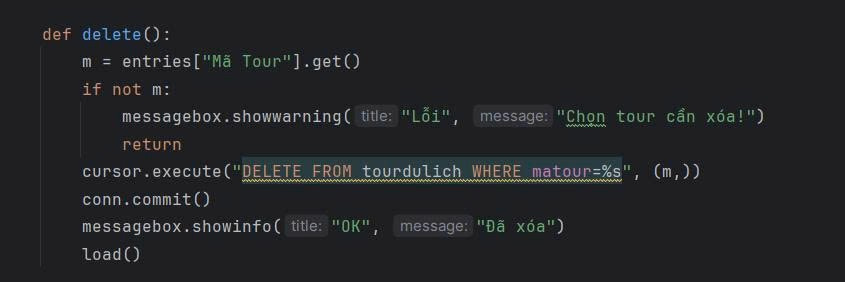 def delete():
m = entries["Mã Tour"].get()
if not m:
messagebox.showwarning( title: "Lỗi", message: "Chọn tour cần xóa!")
return
cursor.execute("DELETE FROM tourdulich WHERE matour=%s", (m,))
conn.commit()
messagebox.showinfo( title: "OK", message: "Đã xóa")
load()